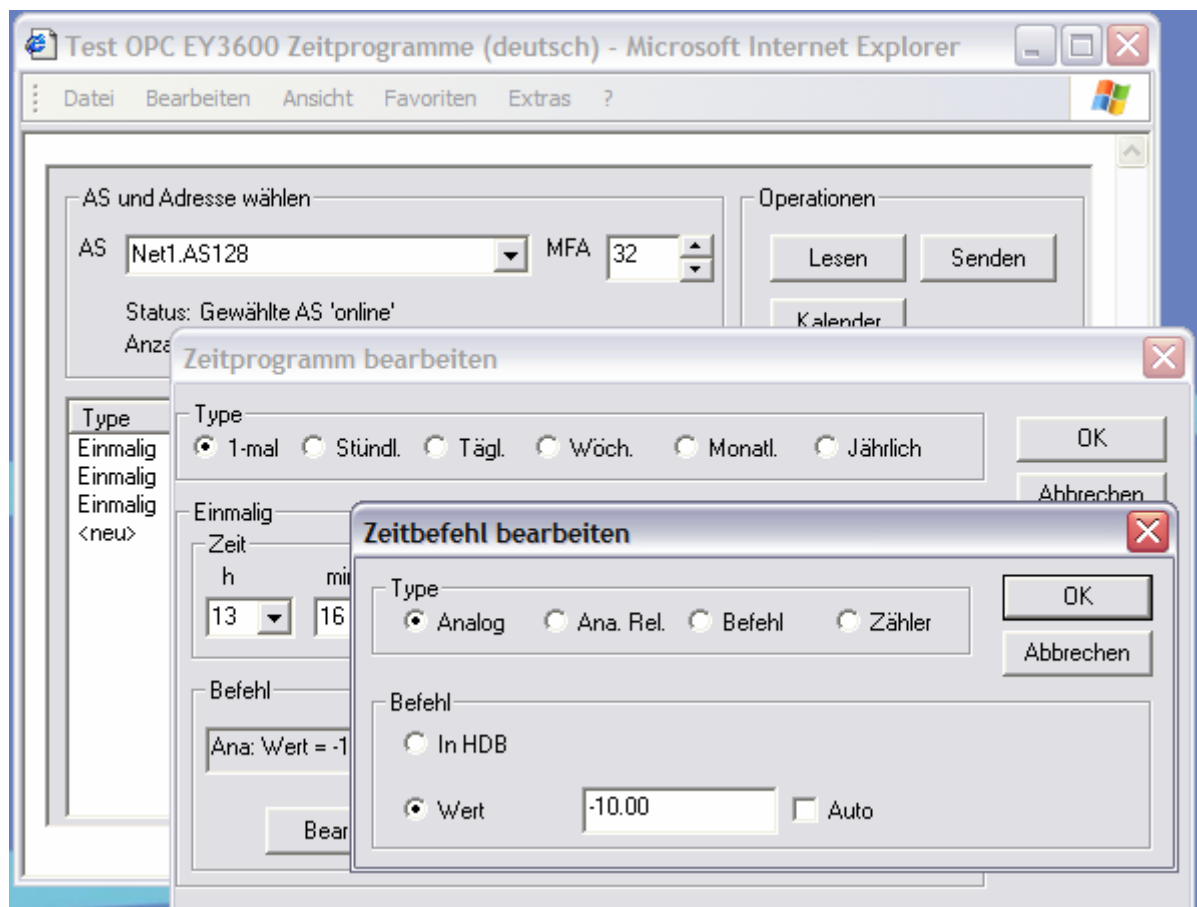 Test OPC EY3600 Zeitprogramme (deutsch) - Microsoft Internet Explorer
Datei Bearbeiten Ansicht Favoriten Extras ?
AS und Adresse wählen
Operationen
AS Net1.AS128 MFA 32
Lesen Senden
Status: Gewählte AS 'online'
Kalender
Zeitprogramm bearbeiten
Type
Einmalig
Einmalig
Einmalig
<neu>
Type
1-mal Stündl. Tägl. Wöch. Monatl. Jährlich
OK
Abbrechen
Einmalig
Zeit
h
13 16
Befehl
Ana: Wert = -1
Zeitbefehl bearbeiten
Type
Analog Ana. Rel. Befehl Zähler
OK
Abbrechen
Befehl
In HDB
Wert -10.00 Auto